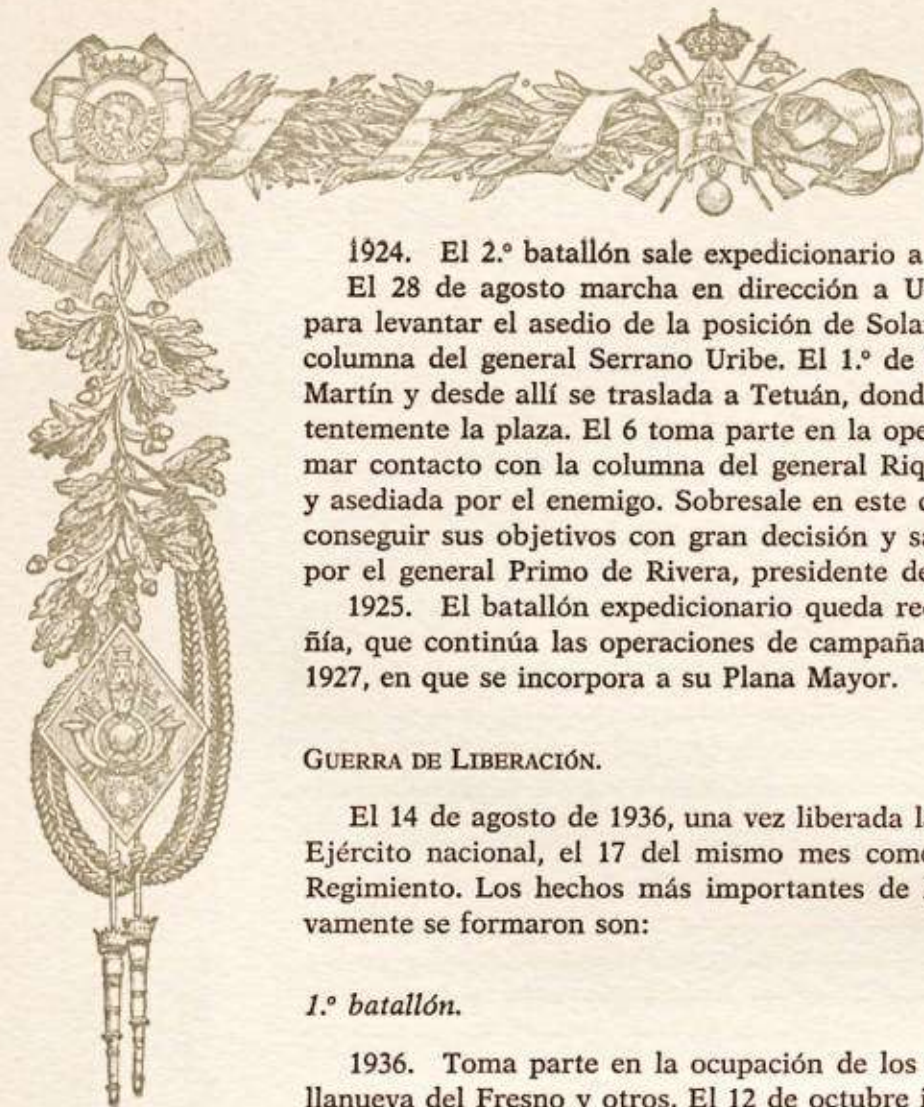 1924. El 2.º batallón sale expedicionario a
El 28 de agosto marcha en dirección a U
para levantar el asedio de la posición de Sola
columna del general Serrano Uribe. El 1.º de
Martín y desde allí se traslada a Tetuán, dond
tentemente la plaza. El 6 toma parte en la ope
mar contacto con la columna del general Riq
y asediada por el enemigo. Sobresale en este
conseguir sus objetivos con gran decisión y sa
por el general Primo de Rivera, presidente de
1925. El batallón expedicionario queda re
ñía, que continúa las operaciones de campaña
1927, en que se incorpora a su Plana Mayor.
GUERRA DE LIBERACIÓN.
El 14 de agosto de 1936, una vez liberada l
Ejército nacional, el 17 del mismo mes com
Regimiento. Los hechos más importantes de
vamente se formaron son:
1.º batallón.
1936. Toma parte en la ocupación de los
llanueva del Fresno y otros. El 12 de octubre